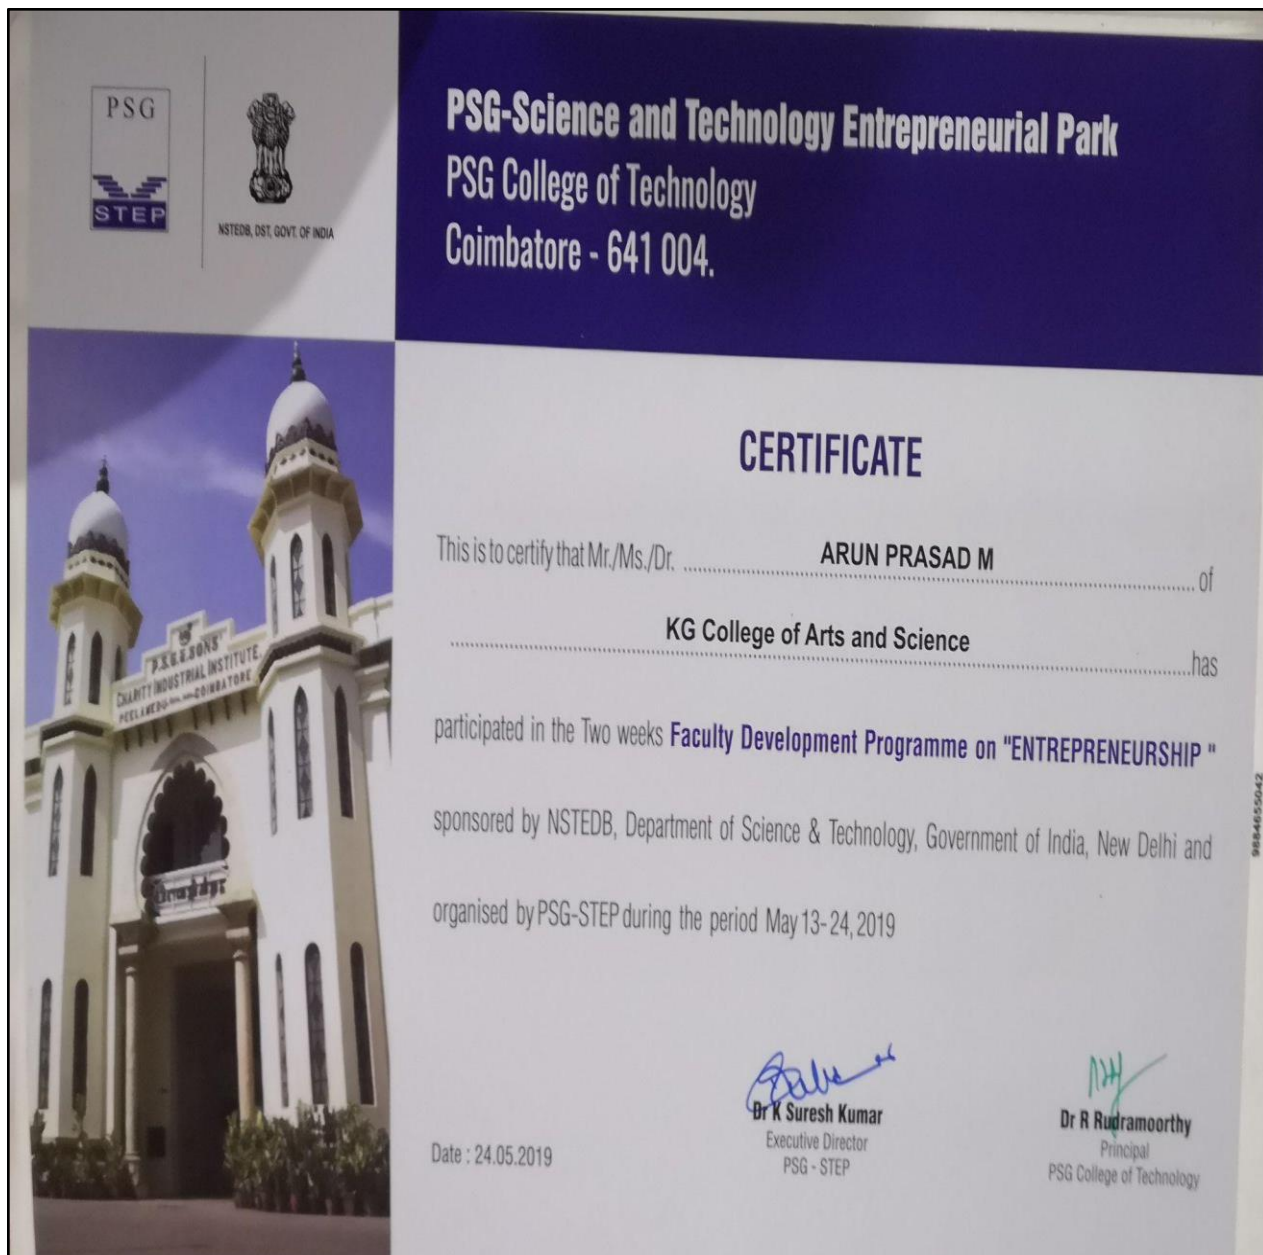 PSG
STEP
NSTEDB, DST, GOVT. OF INDIA
PSG-Science and Technology Entrepreneurial Park
PSG College of Technology
Coimbatore - 641 004.
P.S.G.& SONS'
CHARITY INDUSTRIAL INSTITUTE.
PEELAMEDU COIMBATORE
CERTIFICATE
This is to certify that Mr./Ms./Dr. ARUN PRASAD M of
KG College of Arts and Science has
participated in the Two weeks Faculty Development Programme on "ENTREPRENEURSHIP "
sponsored by NSTEDB, Department of Science & Technology, Government of India, New Delhi and
organised by PSG-STEP during the period May 13-24, 2019
9884655042
Date : 24.05.2019
Dr K Suresh Kumar
Executive Director
PSG - STEP
Dr R Rudramoorthy
Principal
PSG College of Technology